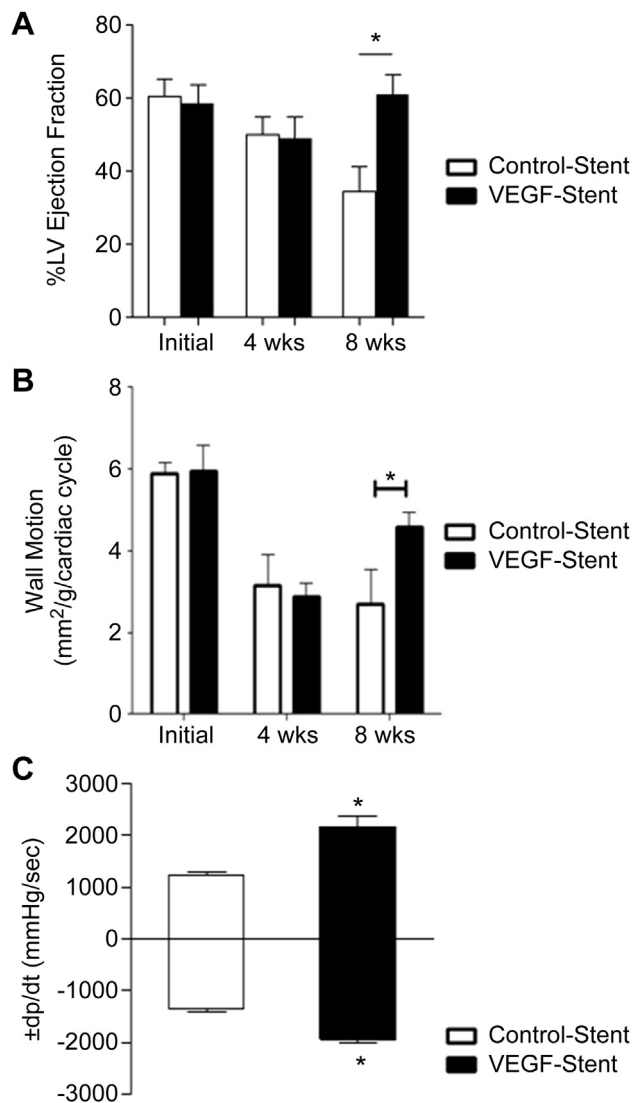 A
%LV Ejection Fraction
80
60
40
20
0
*
Initial 4 wks 8 wks
Control-Stent
VEGF-Stent
B
Wall Motion
(mm²/g/cardiac cycle)
8
6
4
2
0
*
Initial 4 wks 8 wks
Control-Stent
VEGF-Stent
C
±dp/dt (mmHg/sec)
3000
2000
1000
0
-1000
-2000
-3000
*
*
Control-Stent
VEGF-Stent